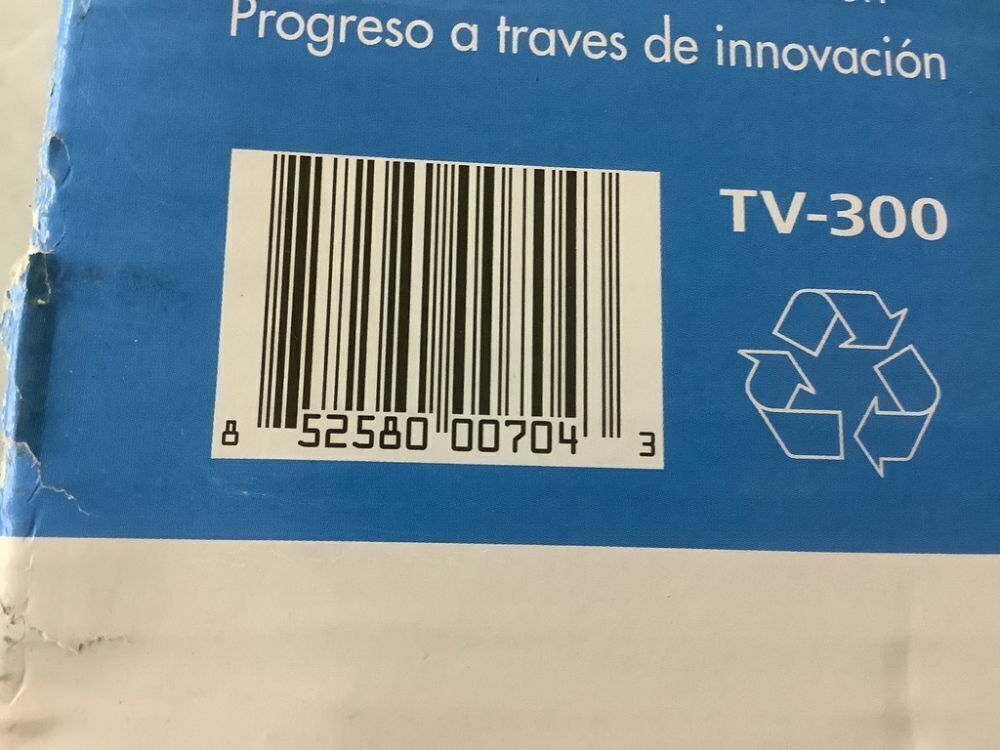 Progreso a traves de innovación
TV-300
8 52580 00704 3